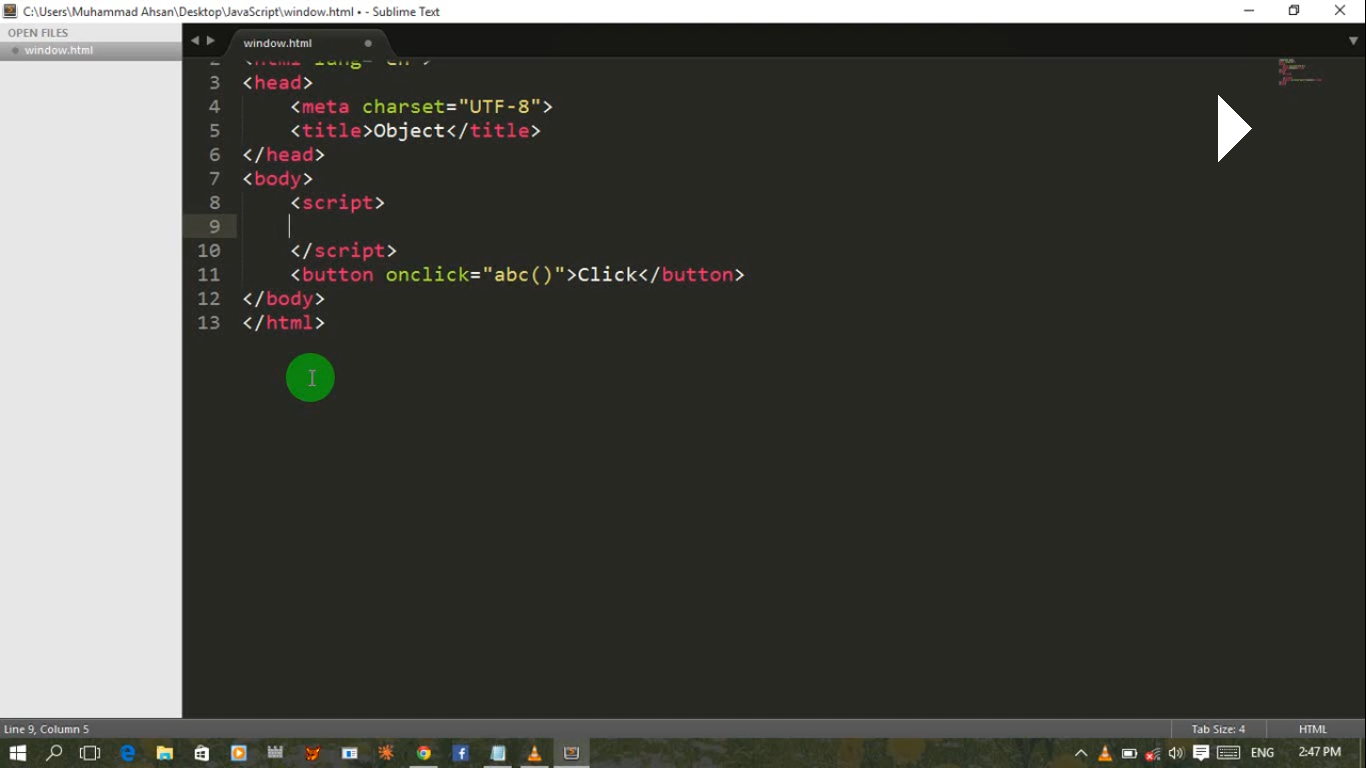 C:\Users\Muhammad Ahsan\Desktop\JavaScript\window.html • - Sublime Text
OPEN FILES
window.html
window.html
2
3 <head>
4 <meta charset="UTF-8">
5 <title>Object</title>
6 </head>
7 <body>
8 <script>
9
10 </script>
11 <button onclick="abc()">Click</button>
12 </body>
13 </html>
Line 9, Column 5
Tab Size: 4
HTML
ENG
2:47 PM